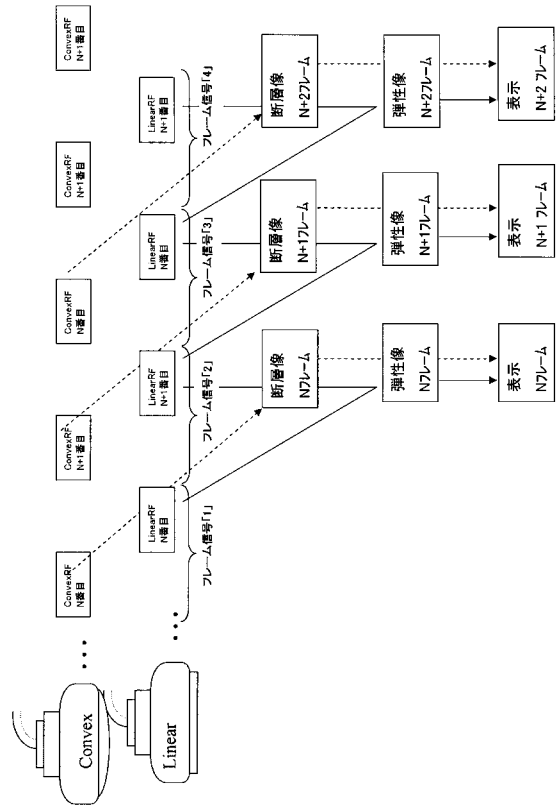 Convex
Linear
ConvexRF
N番目
ConvexRF
N+1番目
ConvexRF
N番目
ConvexRF
N+1番目
ConvexRF
N+1番目
LinearRF
N番目
LinearRF
N+1番目
LinearRF
N番目
LinearRF
N+1番目
フレーム信号「1」
フレーム信号「2」
フレーム信号「3」
フレーム信号「4」
断層像
Nフレーム
断層像
N+1フレーム
断層像
N+2フレーム
弾性像
Nフレーム
弾性像
N+1フレーム
弾性像
N+2フレーム
表示
Nフレーム
表示
N+1 フレーム
表示
N+2 フレーム